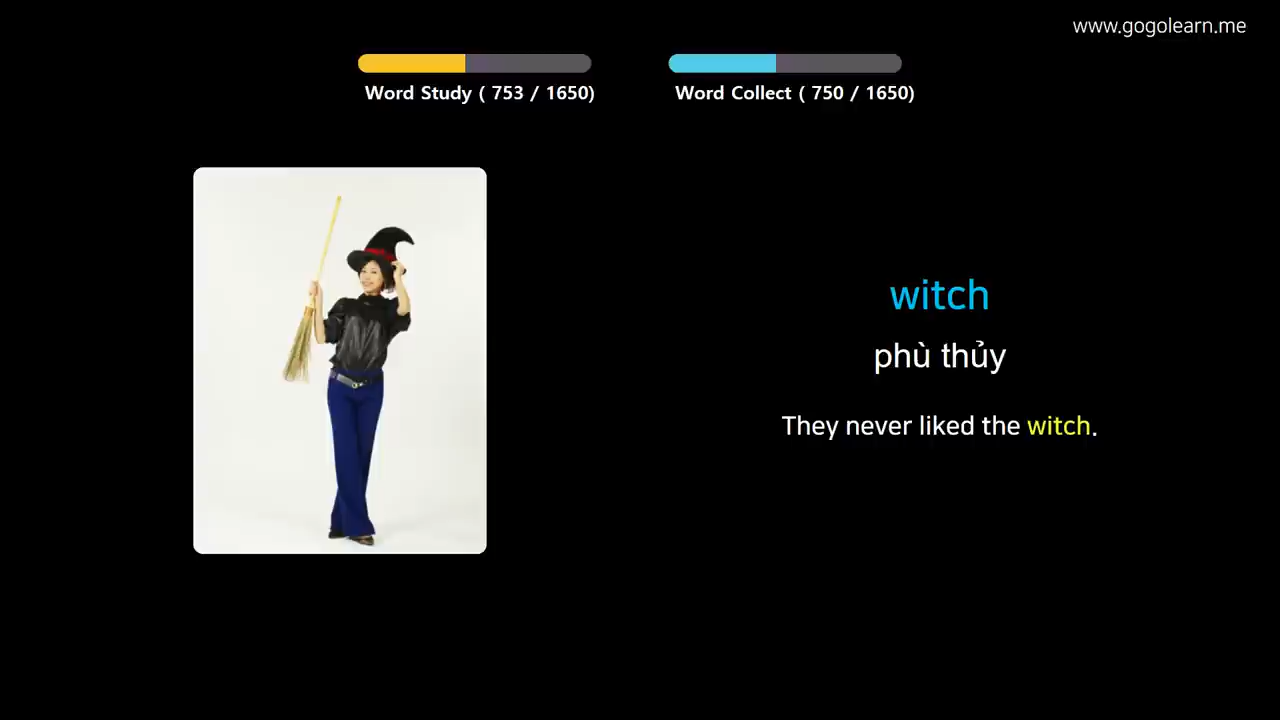 www.gogolearn.me
Word Study ( 753 / 1650)
Word Collect ( 750 / 1650)
witch
phù thủy
They never liked the witch.